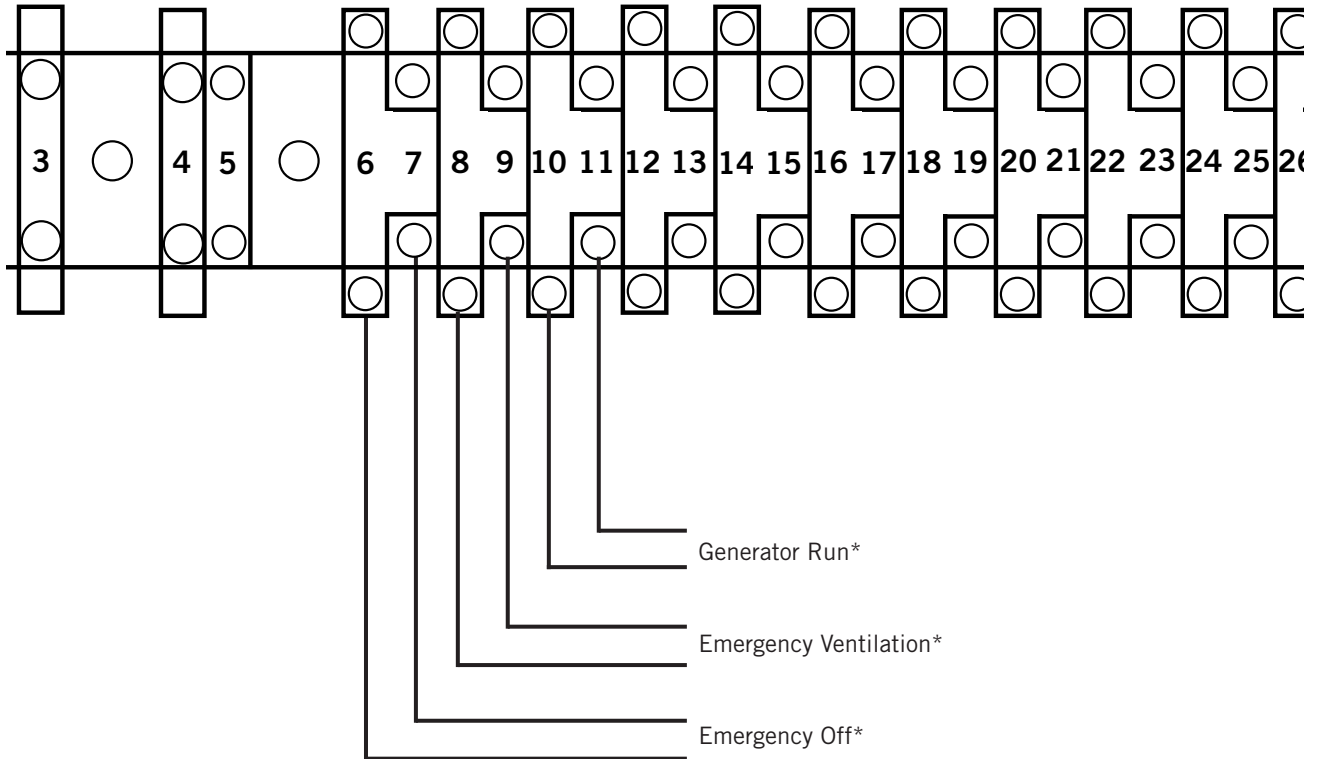 3 4 5 6 7 8 9 10 11 12 13 14 15 16 17 18 19 20 21 22 23 24 25 26
Generator Run*
Emergency Ventilation*
Emergency Off*